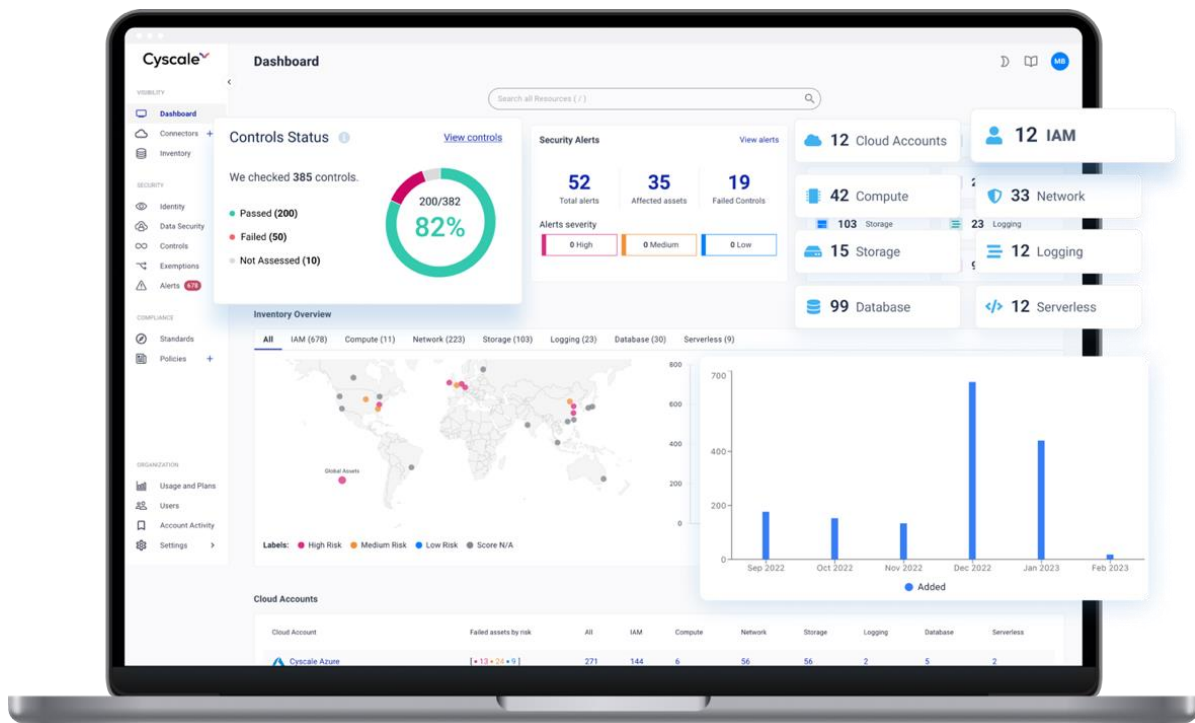 Cyscale
Dashboard
MB
VISIBILITY
Search all Resources ( / )
Dashboard
Connectors +
Inventory
SECURITY
Identity
Data Security
Controls
Exemptions
Alerts 678
COMPLIANCE
Standards
Policies +
ORGANIZATION
Usage and Plans
Users
Account Activity
Settings
Controls Status
View controls
We checked 385 controls.
Passed (200)
Failed (50)
Not Assessed (10)
200/382
82%
Security Alerts
View alerts
52
35
19
Total alerts
Affected assets
Failed Controls
Alerts severity
0 High
0 Medium
0 Low
12 Cloud Accounts
12 IAM
42 Compute
33 Network
103 Storage
23 Logging
15 Storage
12 Logging
99 Database
12 Serverless
Inventory Overview
All
IAM (678)
Compute (11)
Network (223)
Storage (103)
Logging (23)
Database (30)
Serverless (9)
Global Assets
Labels:
High Risk
Medium Risk
Low Risk
Score N/A
800
600
400
200
0
700
400
200
0
Sep 2022
Oct 2022
Nov 2022
Dec 2022
Jan 2023
Feb 2023
Added
Cloud Accounts
Cloud Account
Failed assets by risk
All
IAM
Compute
Network
Storage
Logging
Database
Serverless
Cyscale Azure
[ • 13 • 24 • 9 ]
271
144
6
56
56
2
5
2